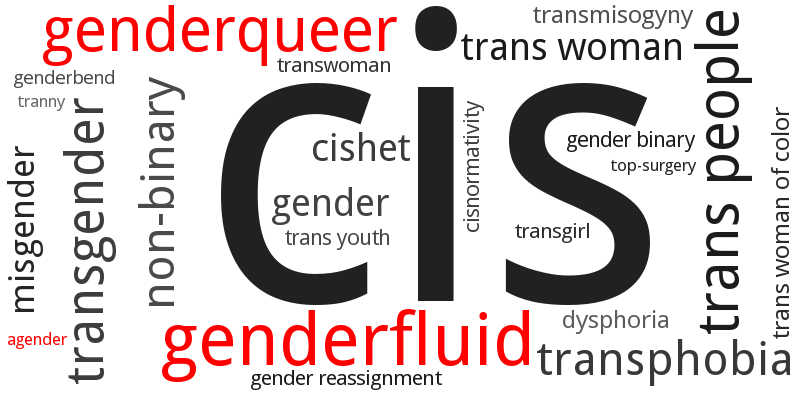 genderqueer
transmisogyny
trans woman
transwoman
genderbend
tranny
cis
trans people
non-binary
transgender
misgender
cishet
cisnormativity
gender binary
top-surgery
trans woman of color
gender
trans youth
transgirl
agender
genderfluid
dysphoria
transphobia
gender reassignment